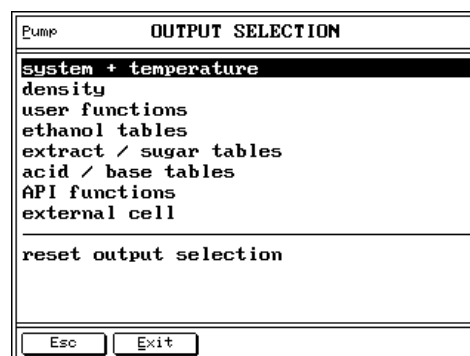 Pump OUTPUT SELECTION
system + temperature
density
user functions
ethanol tables
extract / sugar tables
acid / base tables
API functions
external cell
reset output selection
Esc Exit